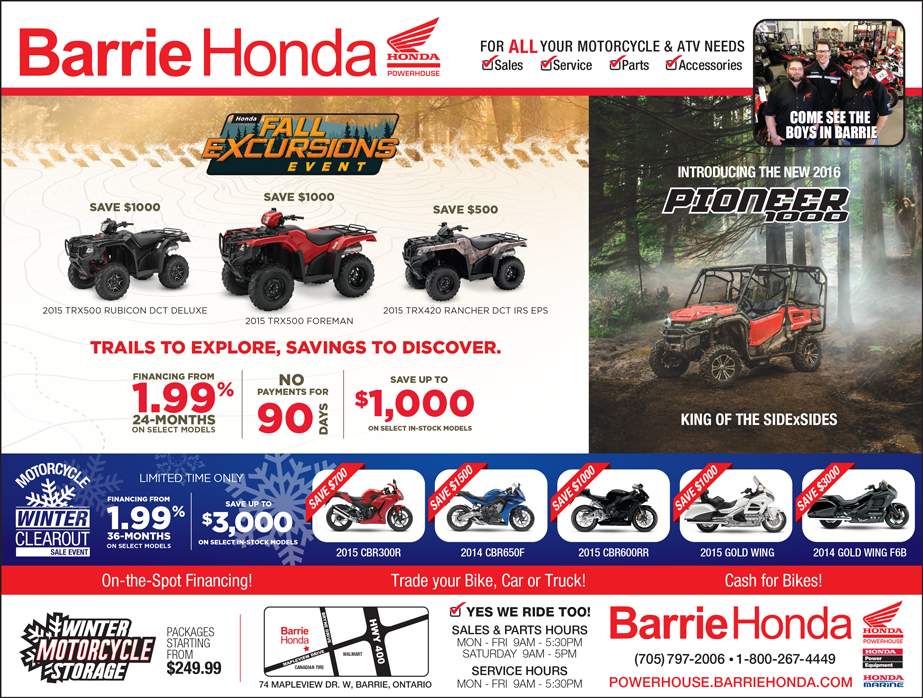 Barrie Honda
HONDA
POWERHOUSE
FOR ALL YOUR MOTORCYCLE & ATV NEEDS
Sales Service Parts Accessories
COME SEE THE
BOYS IN BARRIE
Honda
FALL
EXCURSIONS
EVENT
SAVE $1000
SAVE $1000
SAVE $500
2015 TRX500 RUBICON DCT DELUXE
2015 TRX500 FOREMAN
2015 TRX420 RANCHER DCT IRS EPS
TRAILS TO EXPLORE, SAVINGS TO DISCOVER.
FINANCING FROM
1.99%
24-MONTHS
ON SELECT MODELS
NO
PAYMENTS FOR
90 DAYS
SAVE UP TO
$1,000
ON SELECT IN-STOCK MODELS
INTRODUCING THE NEW 2016
PIONEER
1000
KING OF THE SIDExSIDES
MOTORCYCLE
WINTER
CLEAROUT
SALE EVENT
LIMITED TIME ONLY
FINANCING FROM
1.99%
36-MONTHS
ON SELECT MODELS
SAVE UP TO
$3,000
ON SELECT IN-STOCK MODELS
SAVE $700
2015 CBR300R
SAVE $1500
2014 CBR650F
SAVE $1000
2015 CBR600RR
SAVE $1000
2015 GOLD WING
SAVE $3000
2014 GOLD WING F6B
On-the-Spot Financing! Trade your Bike, Car or Truck! Cash for Bikes!
WINTER
MOTORCYCLE
STORAGE
PACKAGES
STARTING
FROM
$249.99
Barrie
Honda
HWY 400
MAPLEVIEW DRIVE
WALMART
CANADIAN TIRE
74 MAPLEVIEW DR. W, BARRIE, ONTARIO
YES WE RIDE TOO!
SALES & PARTS HOURS
MON - FRI 9AM - 5:30PM
SATURDAY 9AM - 5PM
SERVICE HOURS
MON - FRI 9AM - 5:30PM
Barrie Honda
(705) 797-2006 • 1-800-267-4449
POWERHOUSE.BARRIEHONDA.COM
HONDA
POWERHOUSE
HONDA
Power
Equipment
HONDA
MARINE